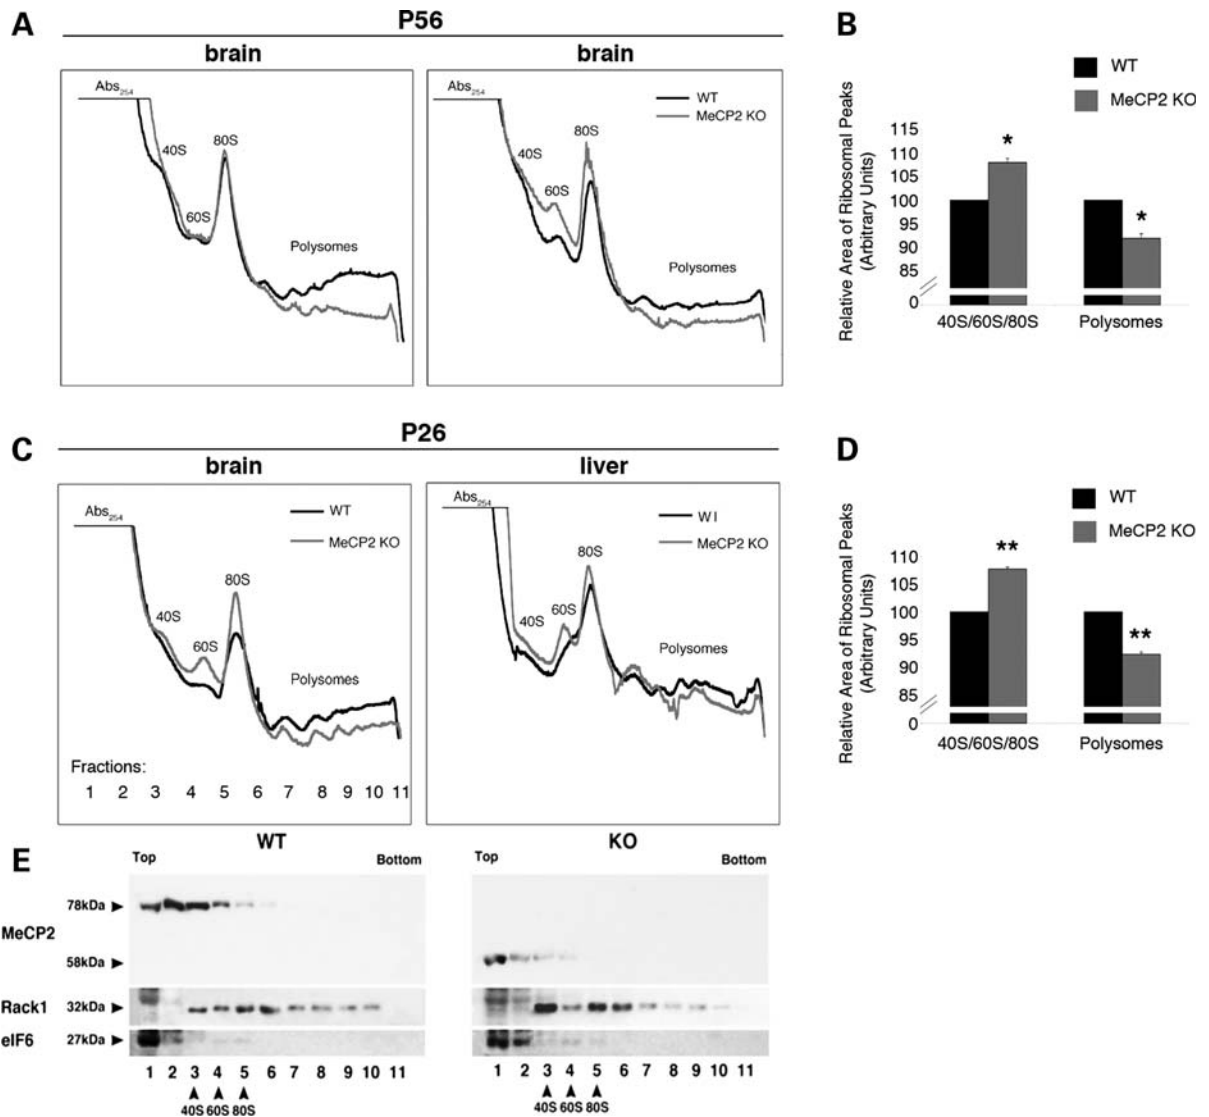 A
P56
brain
brain
Abs254
40S
60S
80S
Polysomes
Abs254
WT
MeCP2 KO
40S
60S
80S
Polysomes
B
WT
MeCP2 KO
Relative Area of Ribosomal Peaks
(Arbitrary Units)
115
110
105
100
95
90
85
0
*
*
40S/60S/80S
Polysomes
C
P26
brain
liver
Abs254
WT
MeCP2 KO
40S
60S
80S
Polysomes
Fractions:
1 2 3 4 5 6 7 8 9 10 11
Abs254
W I
MeCP2 KO
40S
60S
80S
Polysomes
D
WT
MeCP2 KO
Relative Area of Ribosomal Peaks
(Arbitrary Units)
110
105
100
95
90
85
0
**
**
40S/60S/80S
Polysomes
E
WT
KO
Top
Bottom
Top
Bottom
MeCP2
78kDa
58kDa
Rack1
32kDa
eIF6
27kDa
1 2 3 4 5 6 7 8 9 10 11
40S 60S 80S
1 2 3 4 5 6 7 8 9 10 11
40S 60S 80S